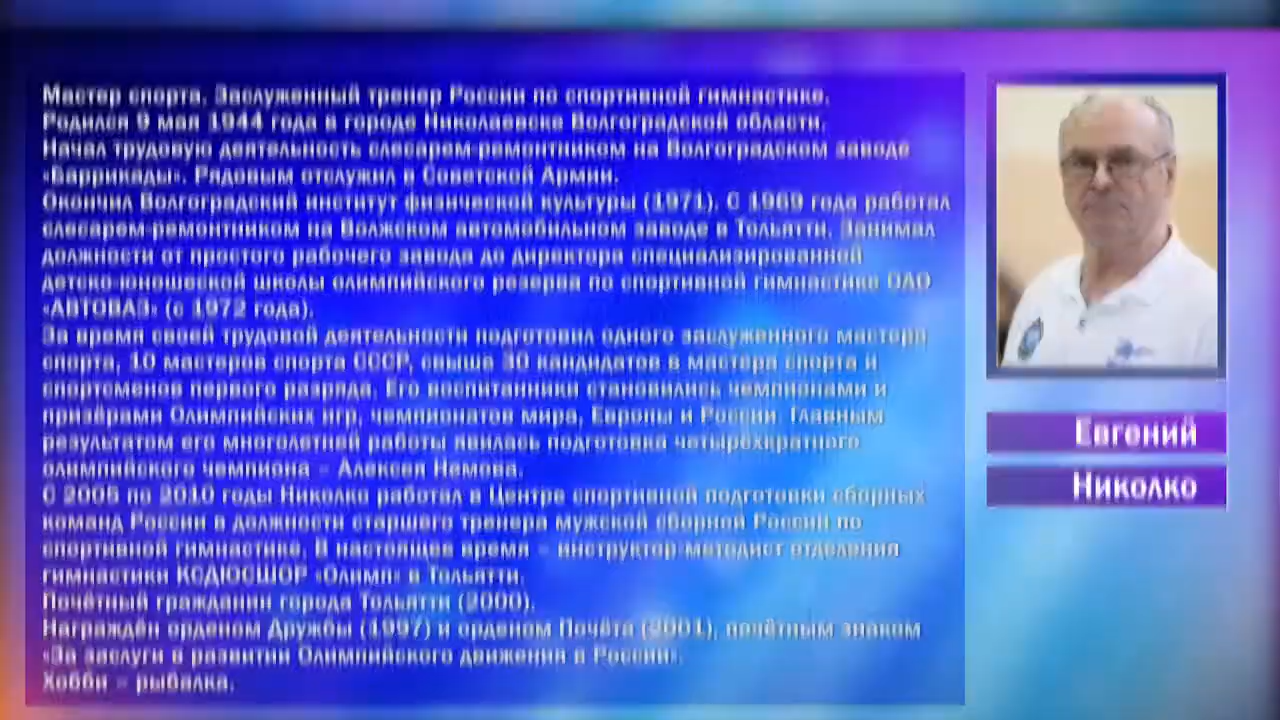 Мастер спорта. Заслуженный тренер России по спортивной гимнастике.
Родился 9 мая 1944 года в городе Николаевске Волгоградской области.
Начал трудовую деятельность слесарем-ремонтником на Волгоградском заводе
«Баррикады». Рядовым отслужил в Советской Армии.
Окончил Волгоградский институт физической культуры (1971). С 1969 года работал
слесарем-ремонтником на Волжском автомобильном заводе в Тольятти. Занимал
должности от простого рабочего завода до директора специализированной
детско-юношеской школы олимпийского резерва по спортивной гимнастике ОАО
«АВТОВАЗ» (с 1972 года).
За время своей трудовой деятельности подготовил одного заслуженного мастера
спорта, 10 мастеров спорта СССР, свыше 30 кандидатов в мастера спорта и
спортсменов первого разряда. Его воспитанники становились чемпионами и
призёрами Олимпийских игр, чемпионатов мира, Европы и России. Главным
результатом его многолетней работы явилась подготовка четырёхкратного
олимпийского чемпиона – Алексея Немова.
С 2005 по 2010 годы Николко работал в Центре спортивной подготовки сборных
команд России в должности старшего тренера мужской сборной России по
спортивной гимнастике. В настоящее время – инструктор-методист отделения
гимнастики КСДЮСШОР «Олимп» в Тольятти.
Почётный гражданин города Тольятти (2000).
Награждён орденом Дружбы (1997) и орденом Почёта (2001), почётным знаком
«За заслуги в развитии Олимпийского движения в России».
Хобби – рыбалка.
Евгений
Николко